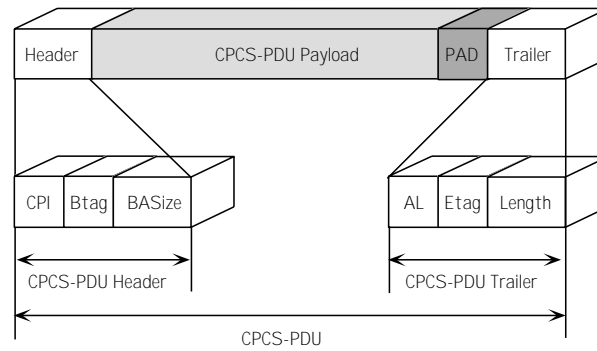 Header CPCS-PDU Payload PAD Trailer
CPI Btag BASize AL Etag Length
CPCS-PDU Header CPCS-PDU Trailer
CPCS-PDU